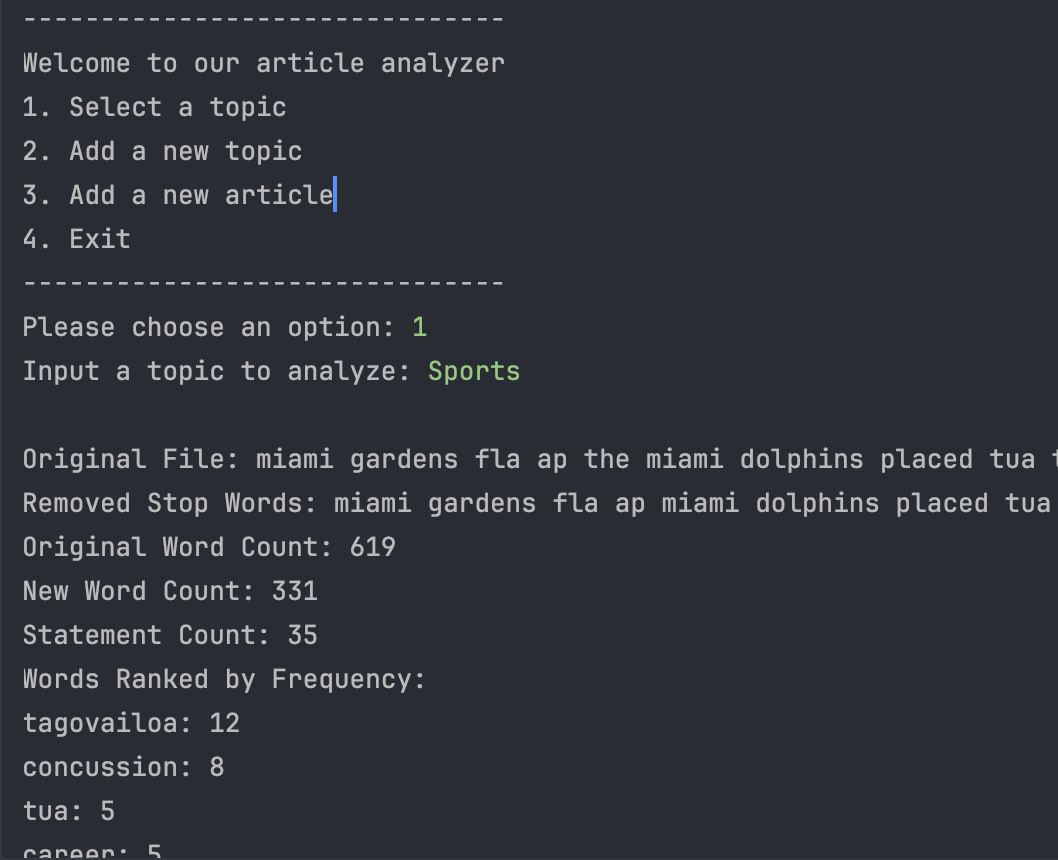 -------------------------------
Welcome to our article analyzer
1. Select a topic
2. Add a new topic
3. Add a new article
4. Exit
-------------------------------
Please choose an option: 1
Input a topic to analyze: Sports
Original File: miami gardens fla ap the miami dolphins placed tua
Removed Stop Words: miami gardens fla ap miami dolphins placed tua
Original Word Count: 619
New Word Count: 331
Statement Count: 35
Words Ranked by Frequency:
tagovailoa: 12
concussion: 8
tua: 5
career: 5